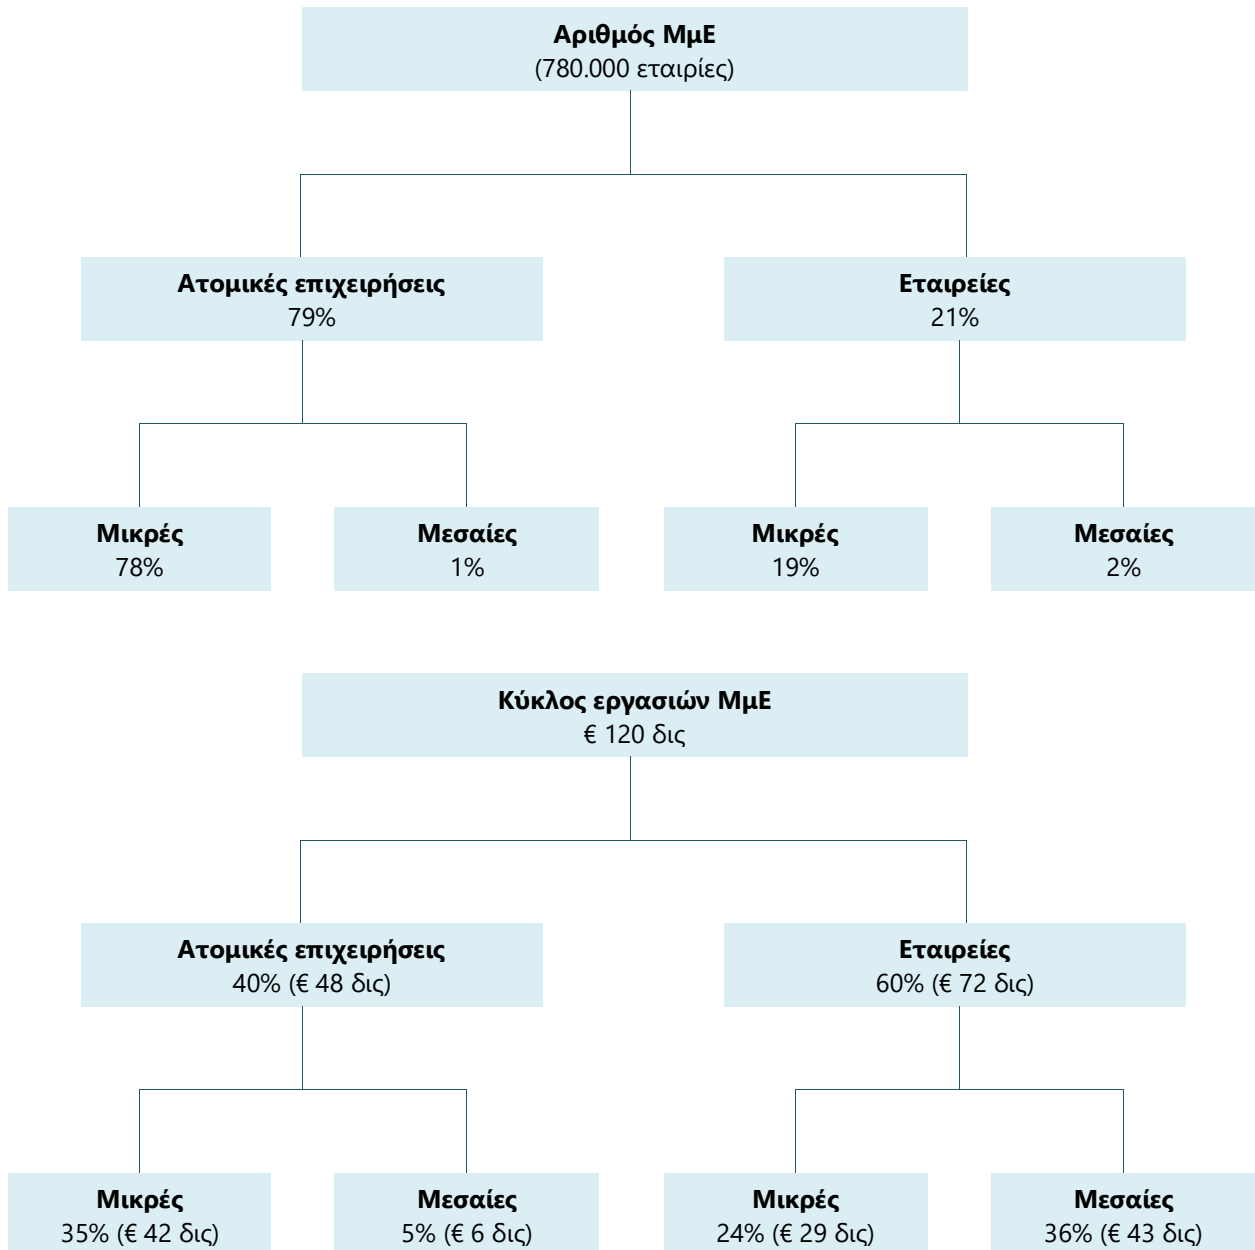 Αριθμός ΜμΕ
(780.000 εταιρίες)
Ατομικές επιχειρήσεις
79%
Εταιρείες
21%
Μικρές
78%
Μεσαίες
1%
Μικρές
19%
Μεσαίες
2%
Κύκλος εργασιών ΜμΕ
€ 120 δις
Ατομικές επιχειρήσεις
40% (€ 48 δις)
Εταιρείες
60% (€ 72 δις)
Μικρές
35% (€ 42 δις)
Μεσαίες
5% (€ 6 δις)
Μικρές
24% (€ 29 δις)
Μεσαίες
36% (€ 43 δις)